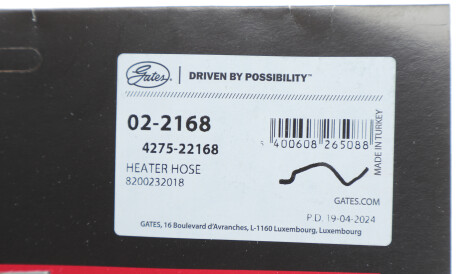 Gates
DRIVEN BY POSSIBILITY™
02-2168
4275-22168
HEATER HOSE
8200232018
5 400608 265088
MADE IN TURKEY
GATES.COM
P.D. 19-04-2024
GATES, 16 Boulevard d'Avranches, L-1160 Luxembourg, Luxembourg